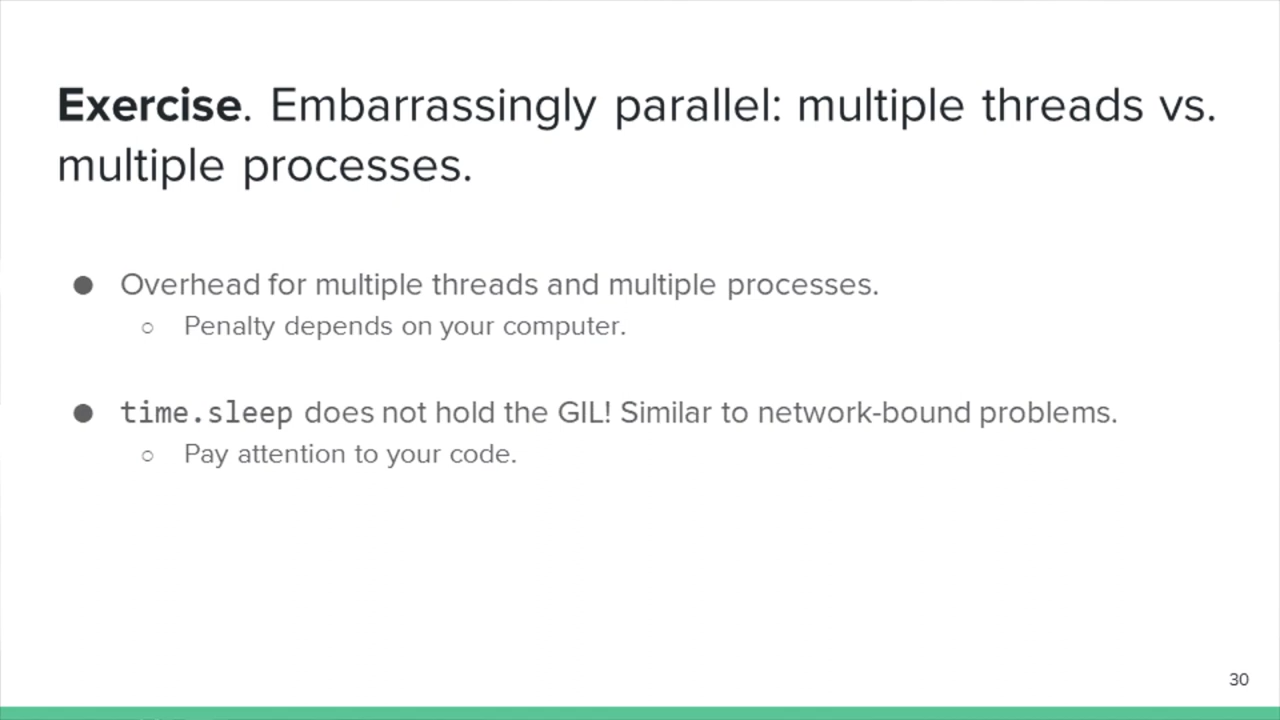 Exercise. Embarrassingly parallel: multiple threads vs.
multiple processes.
● Overhead for multiple threads and multiple processes.
○ Penalty depends on your computer.
● time.sleep does not hold the GIL! Similar to network-bound problems.
○ Pay attention to your code.
30